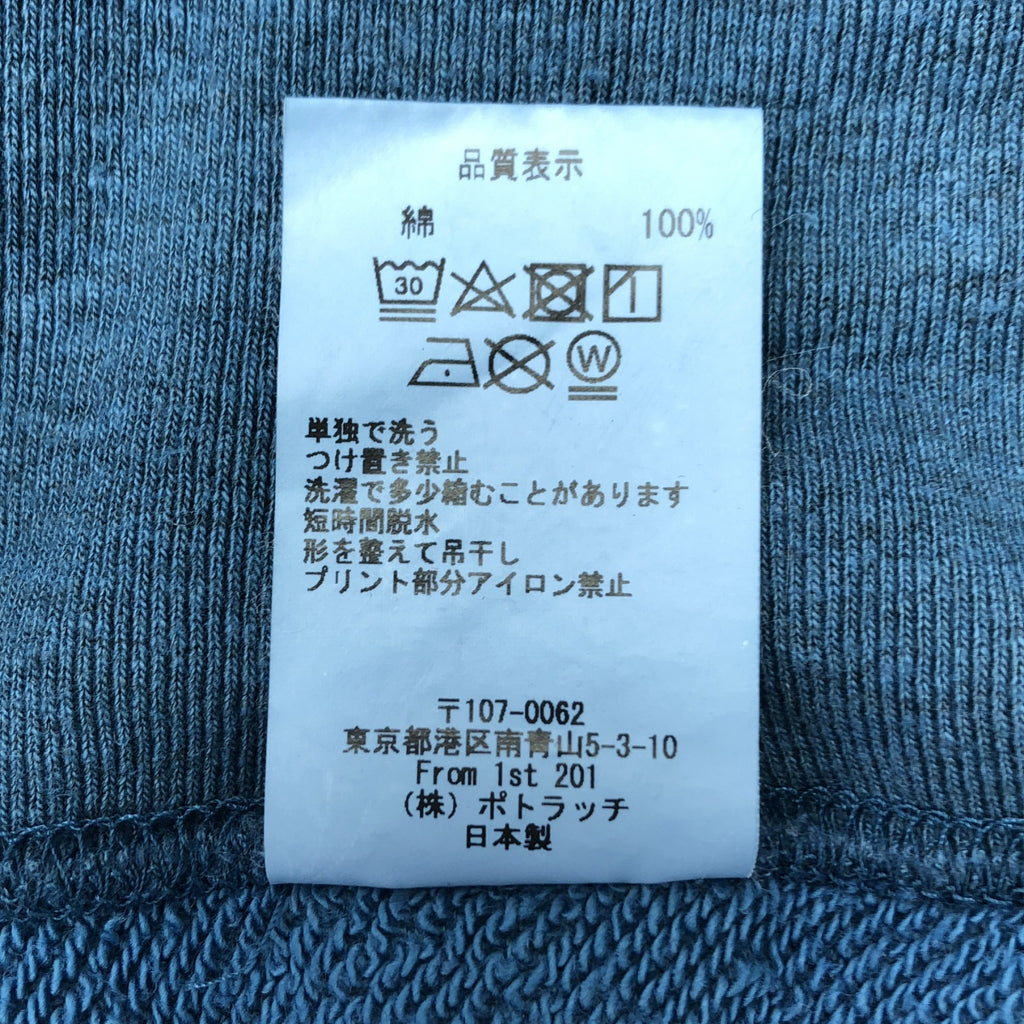 品質表示
綿 100%
30
W
単独で洗う
つけ置き禁止
洗濯で多少縮むことがあります
短時間脱水
形を整えて吊干し
プリント部分アイロン禁止
〒107-0062
東京都港区南青山5-3-10
From 1st 201
（株）ポトラッチ
日本製